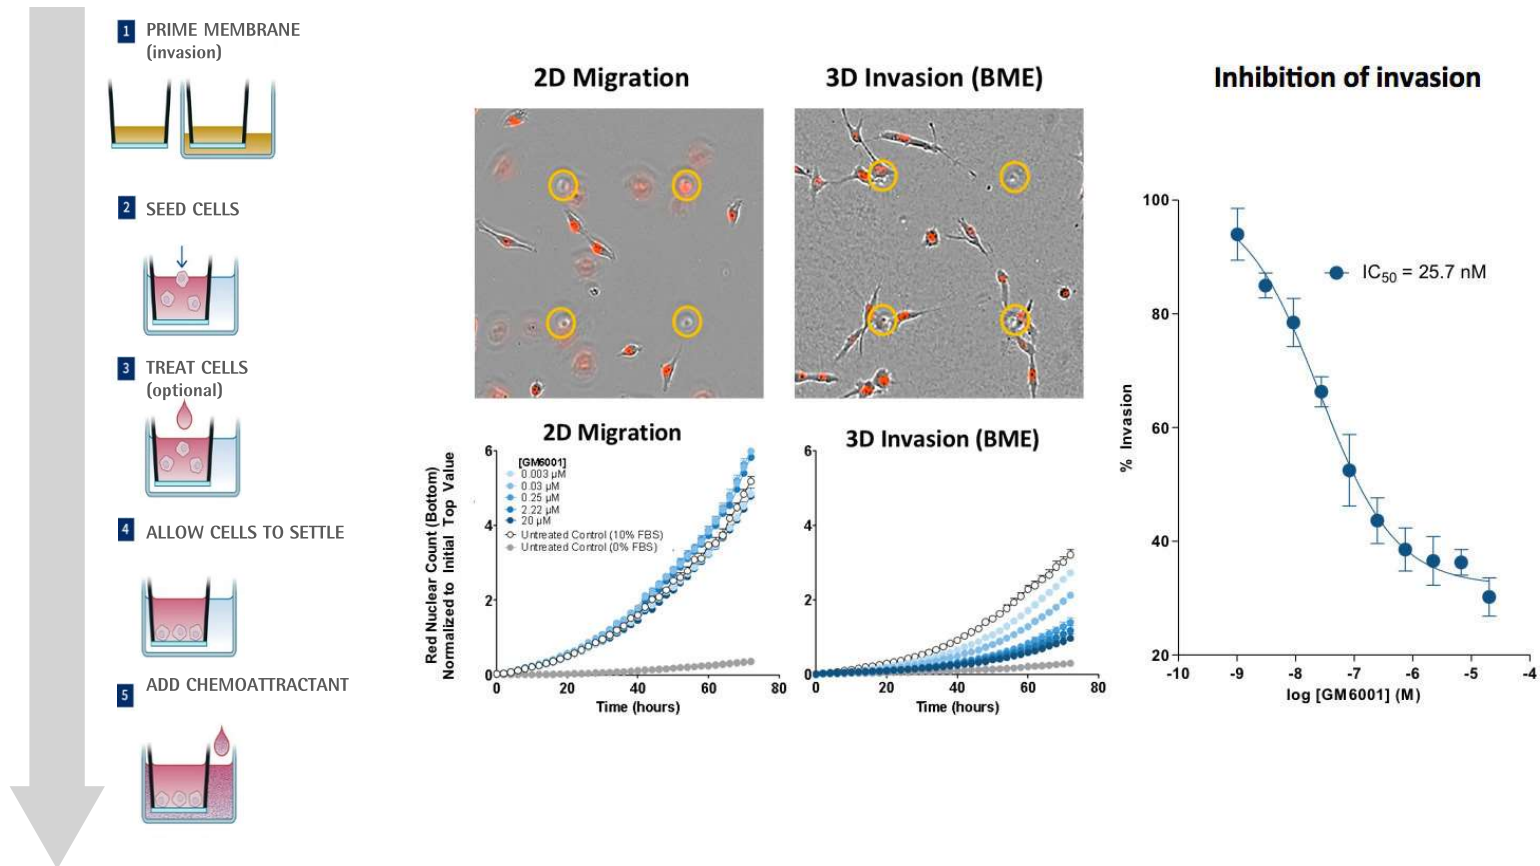 1 PRIME MEMBRANE
(invasion)
2 SEED CELLS
3 TREAT CELLS
(optional)
4 ALLOW CELLS TO SETTLE
5 ADD CHEMOATTRACTANT
2D Migration
3D Invasion (BME)
2D Migration
Red Nuclear Count (Bottom)
Normalized to Initial Top Value
6
4
2
0
[GM6001]
0.003 µM
0.03 µM
0.25 µM
2.22 µM
20 µM
Untreated Control (10% FBS)
Untreated Control (0% FBS)
0 20 40 60 80
Time (hours)
3D Invasion (BME)
6
4
2
0
0 20 40 60 80
Time (hours)
Inhibition of invasion
% Invasion
100
80
60
40
20
IC50 = 25.7 nM
-10 -9 -8 -7 -6 -5 -4
log [GM6001] (M)